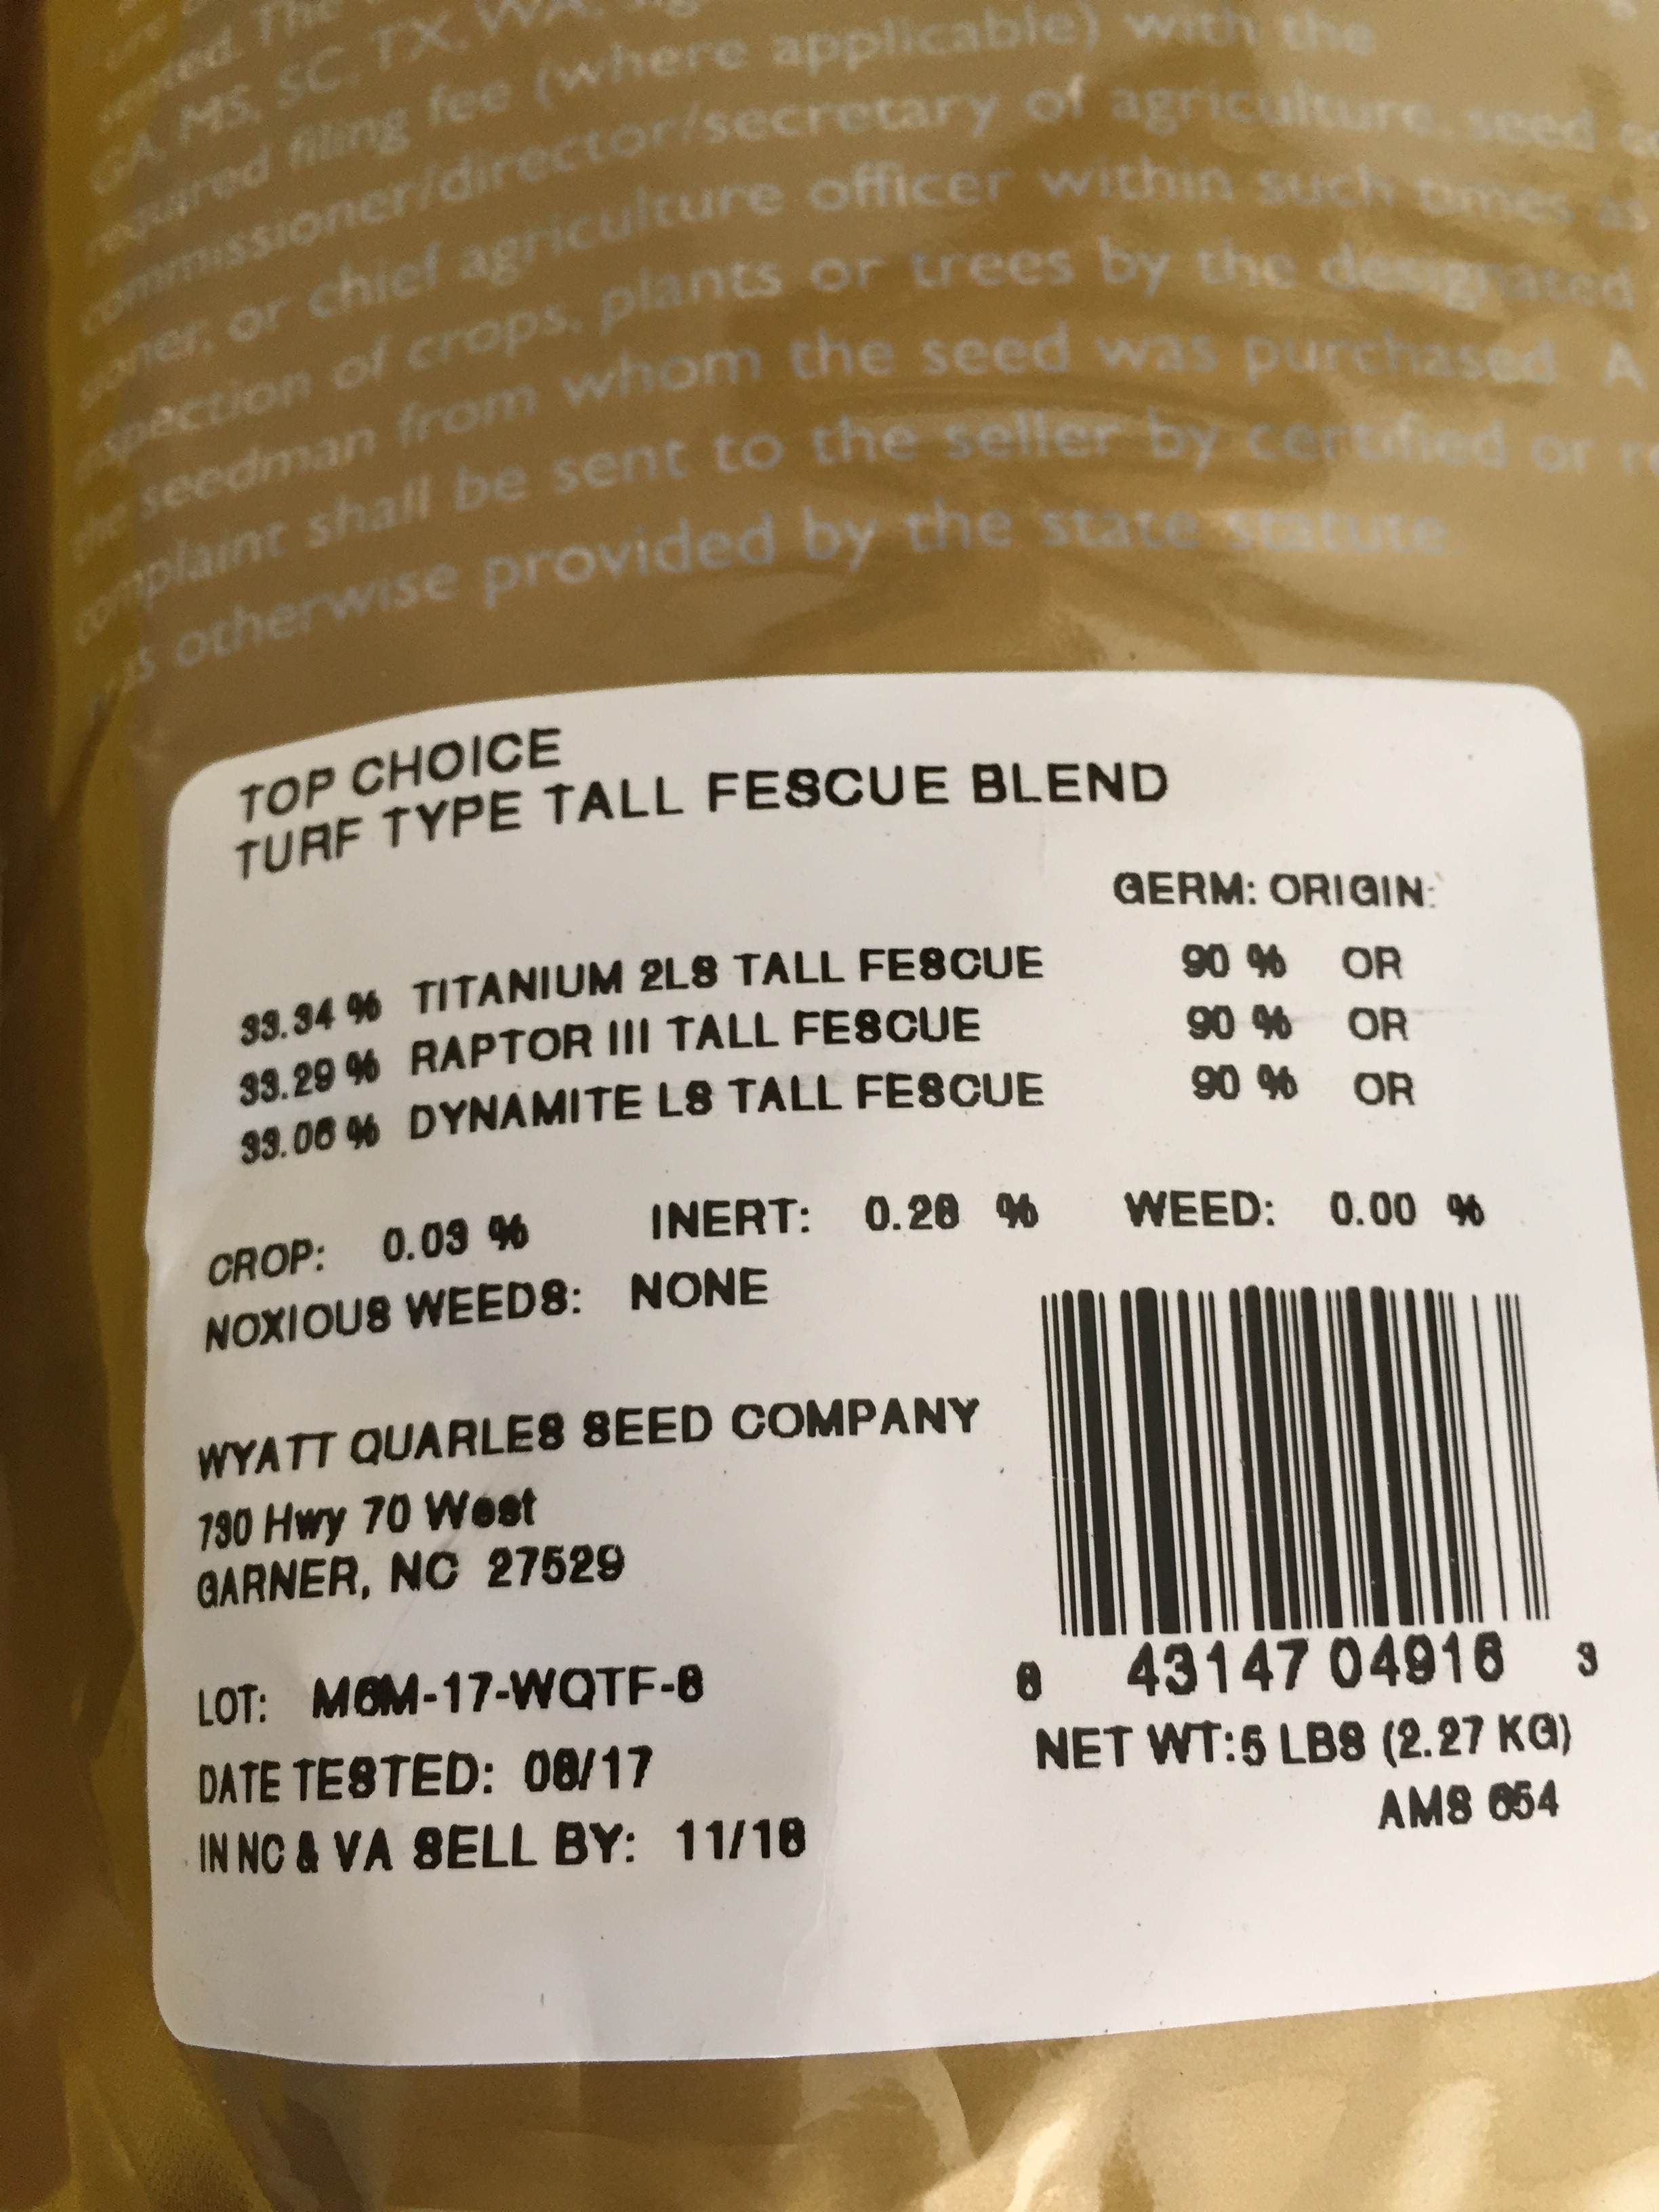 sected. The
GA, MS, SC, TX, WA,
required filing fee (where applicable) with the
commissioner/director/secretary of agriculture, seed
sioner, or chief agriculture officer within such times as
inspection of crops, plants or trees by the designated
the seedman from whom the seed was purchased. A
complaint shall be sent to the seller by certified or
or as otherwise provided by the state statute.
TOP CHOICE
TURF TYPE TALL FESCUE BLEND
GERM: ORIGIN:
33.34 % TITANIUM 2LS TALL FESCUE 90 % OR
33.29 % RAPTOR III TALL FESCUE 90 % OR
33.06 % DYNAMITE LS TALL FESCUE 90 % OR
CROP: 0.03 % INERT: 0.28 % WEED: 0.00 %
NOXIOUS WEEDS: NONE
WYATT QUARLES SEED COMPANY
730 Hwy 70 West
GARNER, NC 27529
8 43147 04916 3
LOT: M6M-17-WQTF-8
NET WT:5 LBS (2.27 KG)
DATE TESTED: 08/17
AMS 654
IN NC & VA SELL BY: 11/18